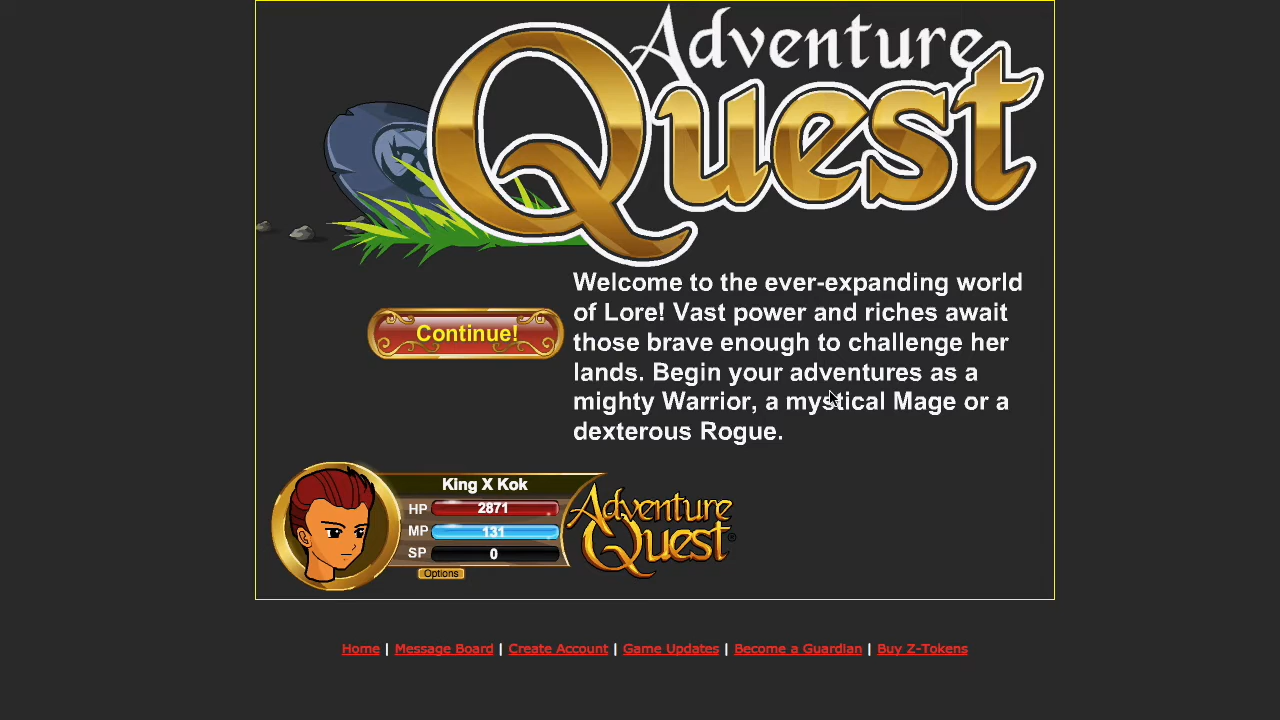 Adventure
Quest
Welcome to the ever-expanding world
of Lore! Vast power and riches await
those brave enough to challenge her
lands. Begin your adventures as a
mighty Warrior, a mystical Mage or a
dexterous Rogue.
Continue!
King X Kok
HP 2871
MP 131
SP 0
Options
Adventure
Quest®
Home | Message Board | Create Account | Game Updates | Become a Guardian | Buy Z-Tokens